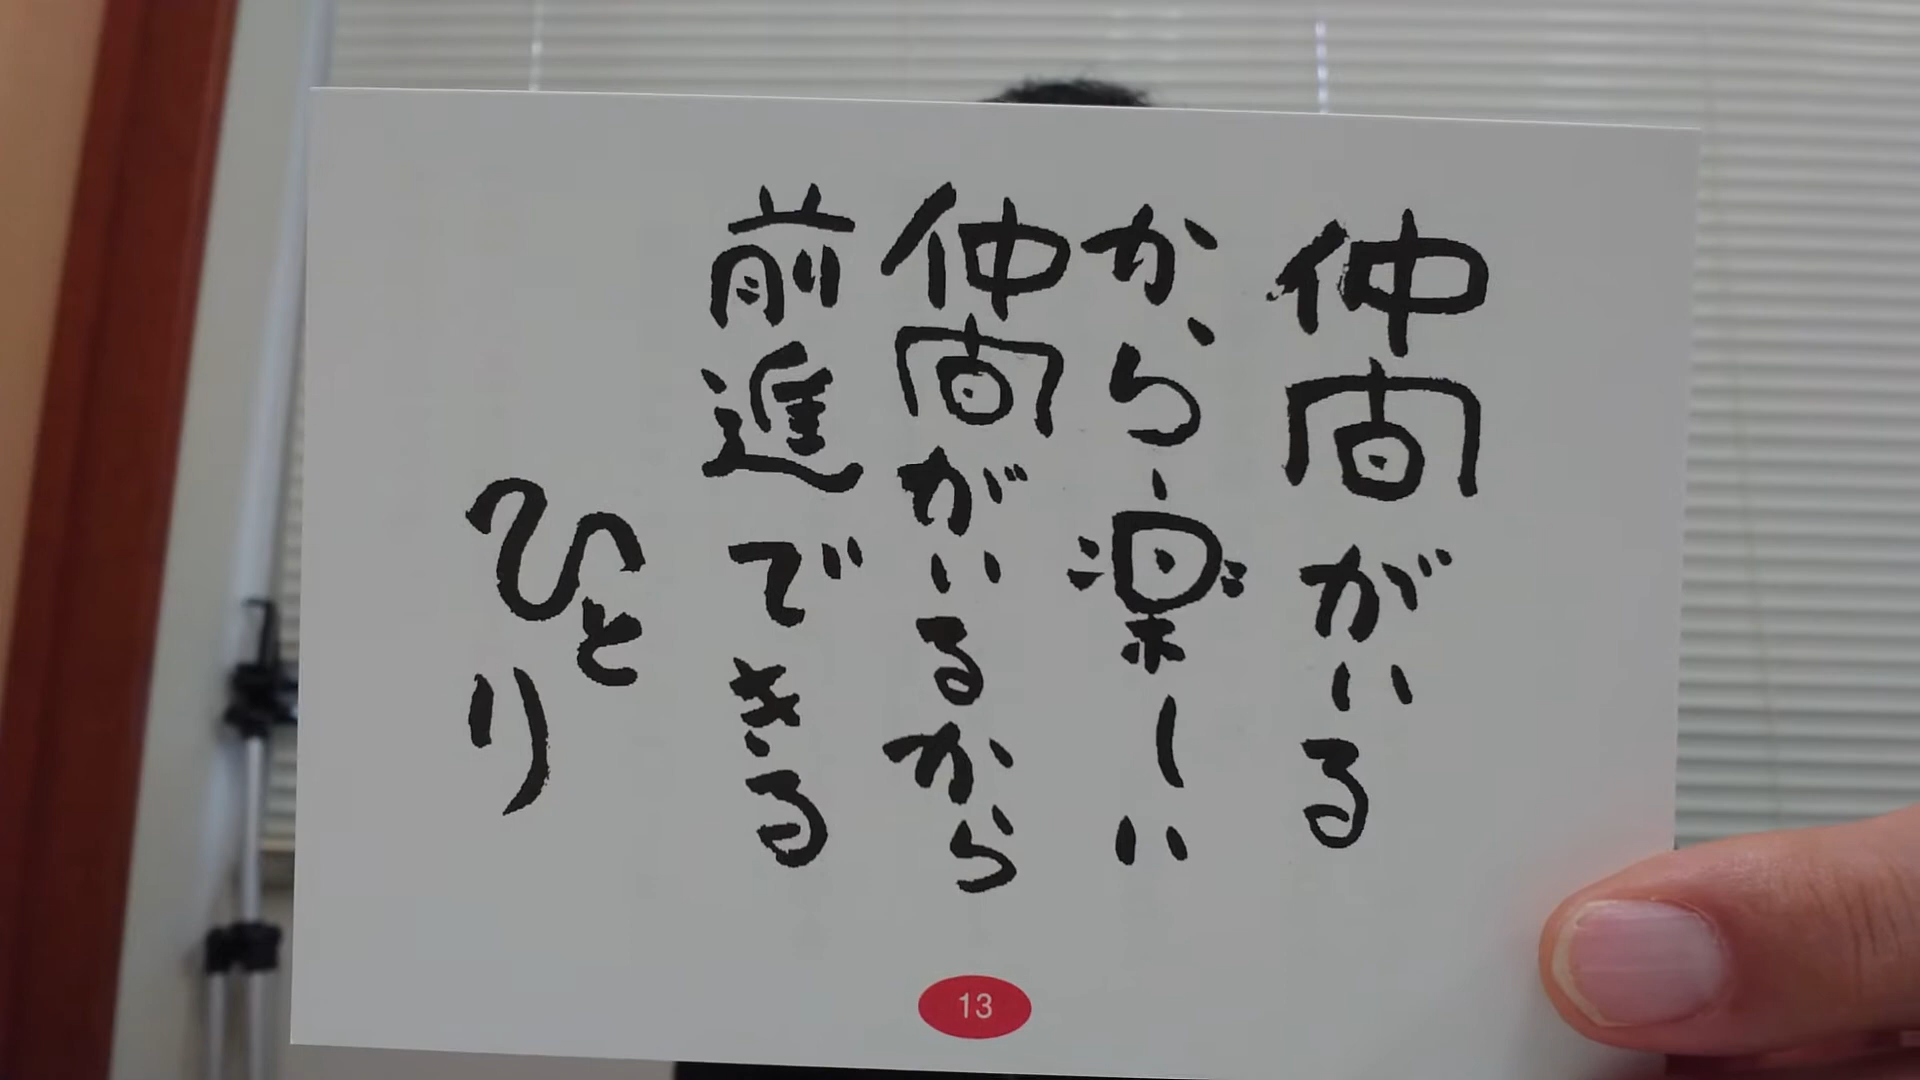 仲間がいる
から楽しい
仲間がいるから
前進できる
ひとり
13